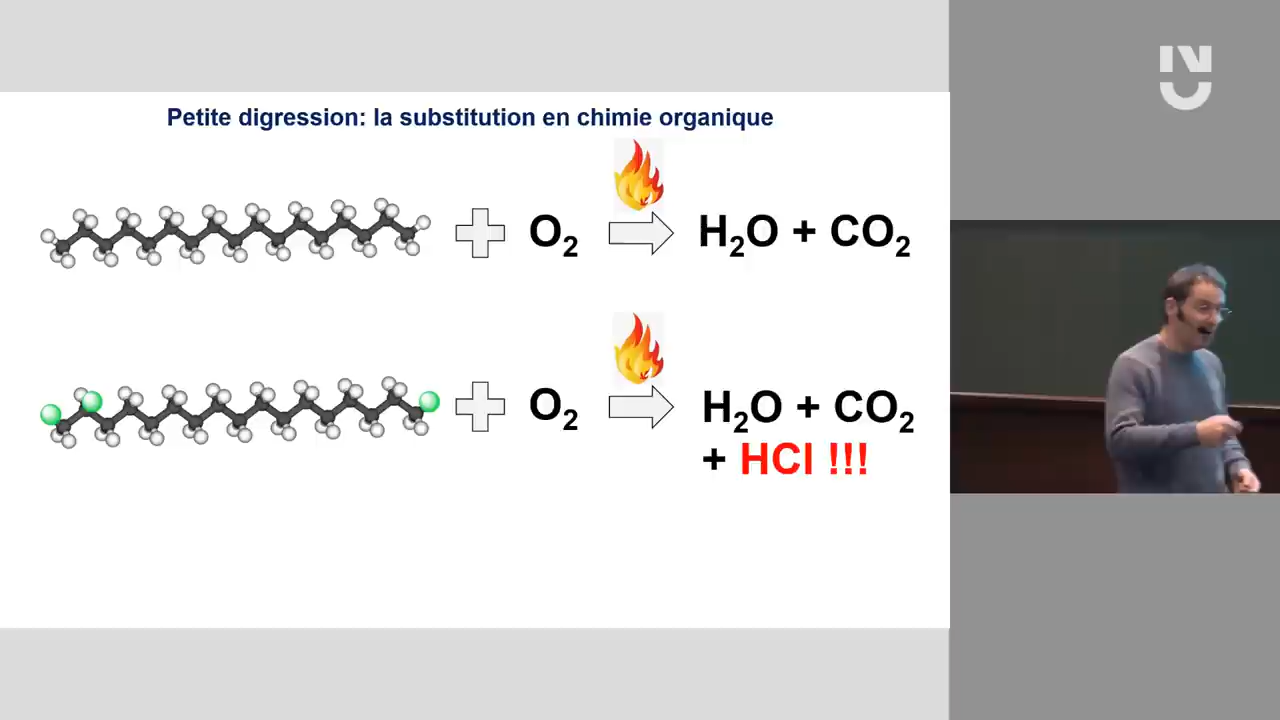 Petite digression: la substitution en chimie organique
O₂ H₂O + CO₂
O₂ H₂O + CO₂
+ HCl !!!